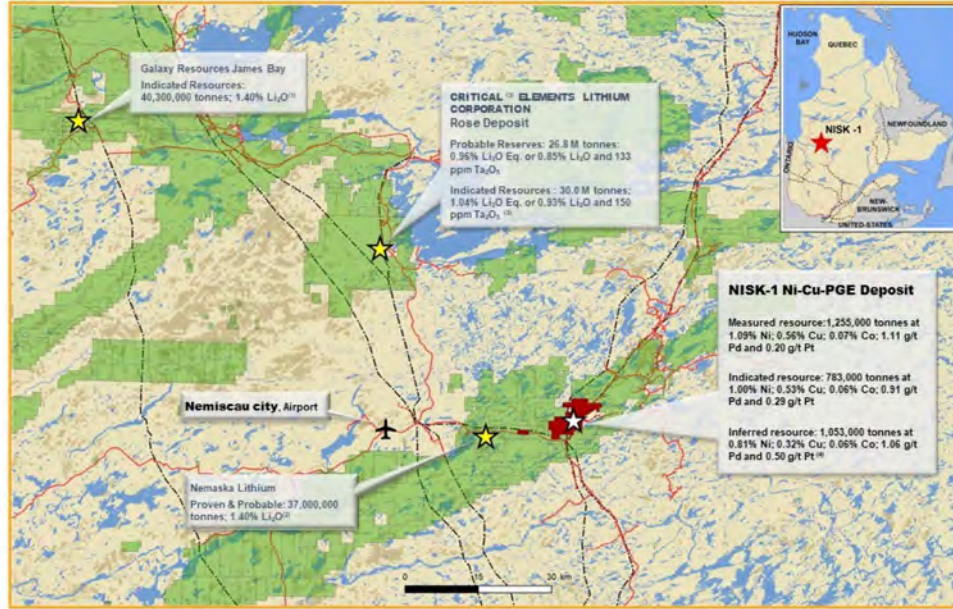 Galaxy Resources James Bay
Indicated Resources:
40,300,000 tonnes; 1.40% Li₂O⁽¹⁾
CRITICAL ⁽³⁾ ELEMENTS LITHIUM
CORPORATION
Rose Deposit
Probable Reserves: 26.8 M tonnes:
0.96% Li₂O Eq. or 0.85% Li₂O and 133
ppm Ta₂O₅
Indicated Resources : 30.0 M tonnes;
1.04% Li₂O Eq. or 0.93% Li₂O and 150
ppm Ta₂O₅ ⁽³⁾
HUDSON
BAY
QUEBEC
NEWFOUNDLAND
NISK -1
ONTARIO
NEW-
BRUNSWICK
UNITED-STATES
NISK-1 Ni-Cu-PGE Deposit
Measured resource:1,255,000 tonnes at
1.09% Ni; 0.56% Cu; 0.07% Co; 1.11 g/t
Pd and 0.20 g/t Pt
Indicated resource: 783,000 tonnes at
1.00% Ni; 0.53% Cu; 0.06% Co; 0.91 g/t
Pd and 0.29 g/t Pt
Inferred resource: 1,053,000 tonnes at
0.81% Ni; 0.32% Cu; 0.06% Co; 1.06 g/t
Pd and 0.50 g/t Pt⁽⁴⁾
Nemiscau city, Airport
Nemaska Lithium
Proven & Probable: 37,000,000
tonnes; 1.40% Li₂O⁽²⁾
0 15 30 km